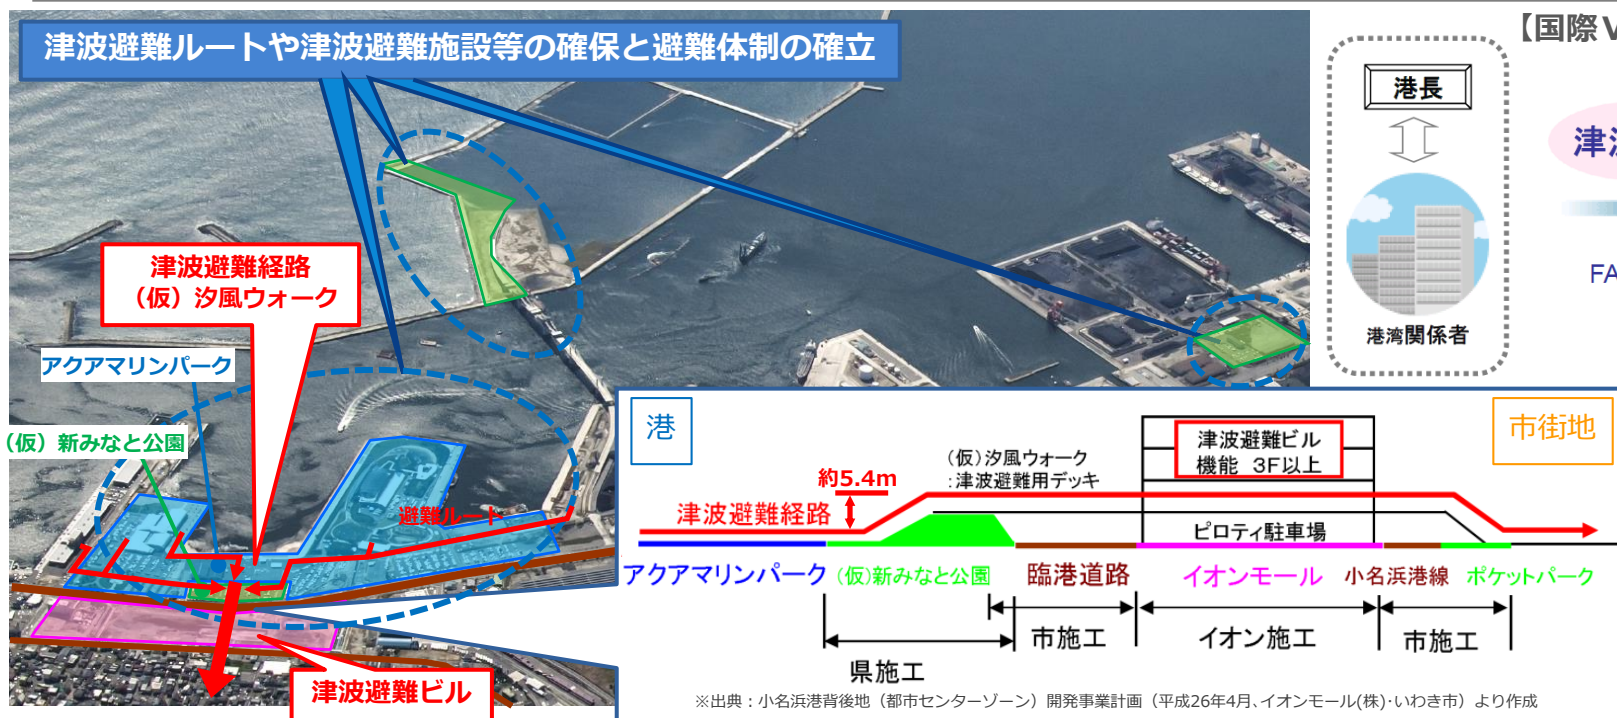 津波避難ルートや津波避難施設等の確保と避難体制の確立
【国際V
港長
津波
FA
港湾関係者
津波避難経路
（仮）汐風ウォーク
アクアマリンパーク
（仮）新みなと公園
避難ルート
津波避難ビル
港
市街地
(仮)汐風ウォーク
:津波避難用デッキ
約5.4m
津波避難ビル
機能 3F以上
津波避難経路
ピロティ駐車場
アクアマリンパーク
(仮)新みなと公園
臨港道路
イオンモール
小名浜港線
ポケットパーク
市施工
イオン施工
市施工
県施工
※出典：小名浜港背後地（都市センターゾーン）開発事業計画（平成26年4月､イオンモール(株)･いわき市）より作成